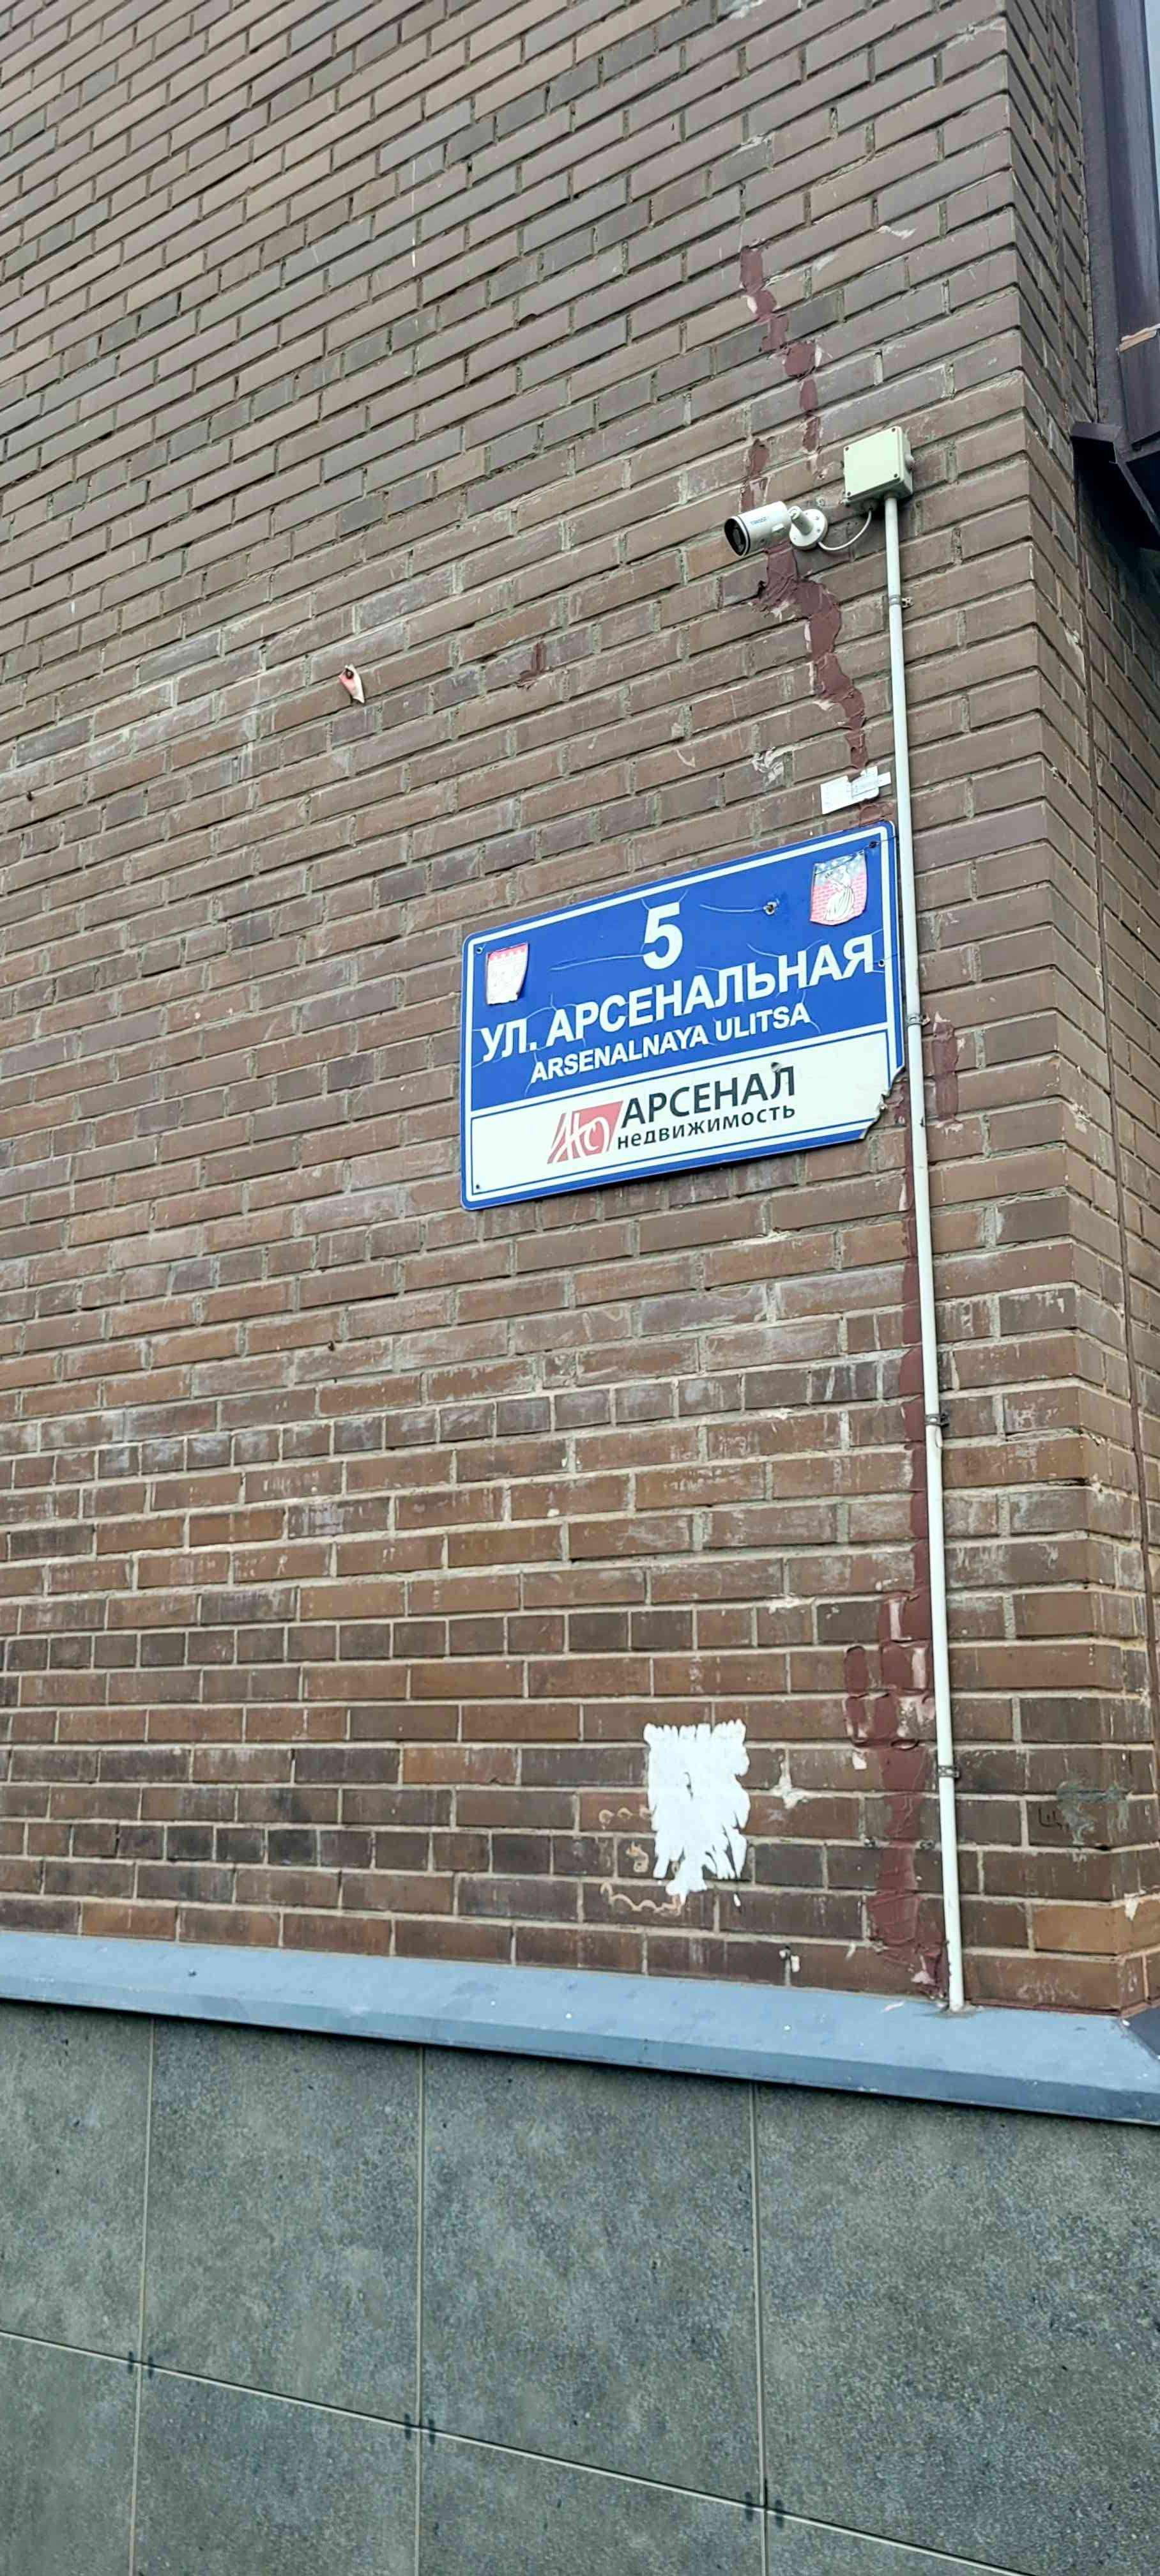 5
УЛ. АРСЕНАЛЬНАЯ
ARSENALNAYA ULITSA
АРСЕНАЛ
недвижимость